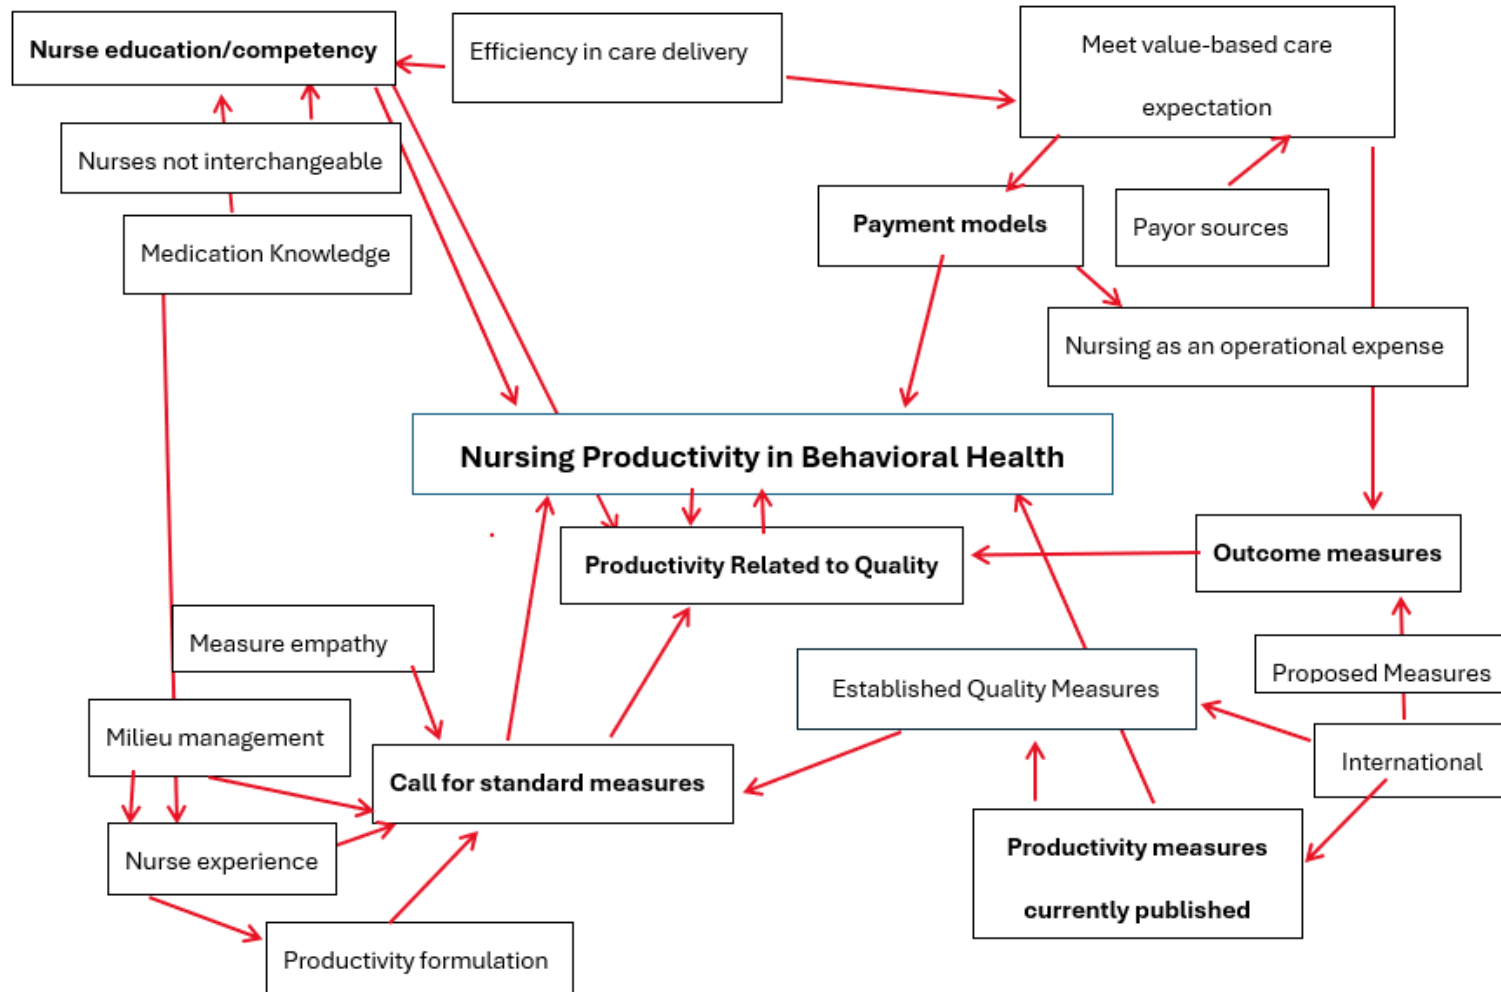 Nurse education/competency
Efficiency in care delivery
Meet value-based care
expectation
Nurses not interchangeable
Payment models
Payor sources
Medication Knowledge
Nursing as an operational expense
Nursing Productivity in Behavioral Health
Productivity Related to Quality
Outcome measures
Measure empathy
Established Quality Measures
Proposed Measures
Milieu management
Call for standard measures
International
Nurse experience
Productivity measures
currently published
Productivity formulation